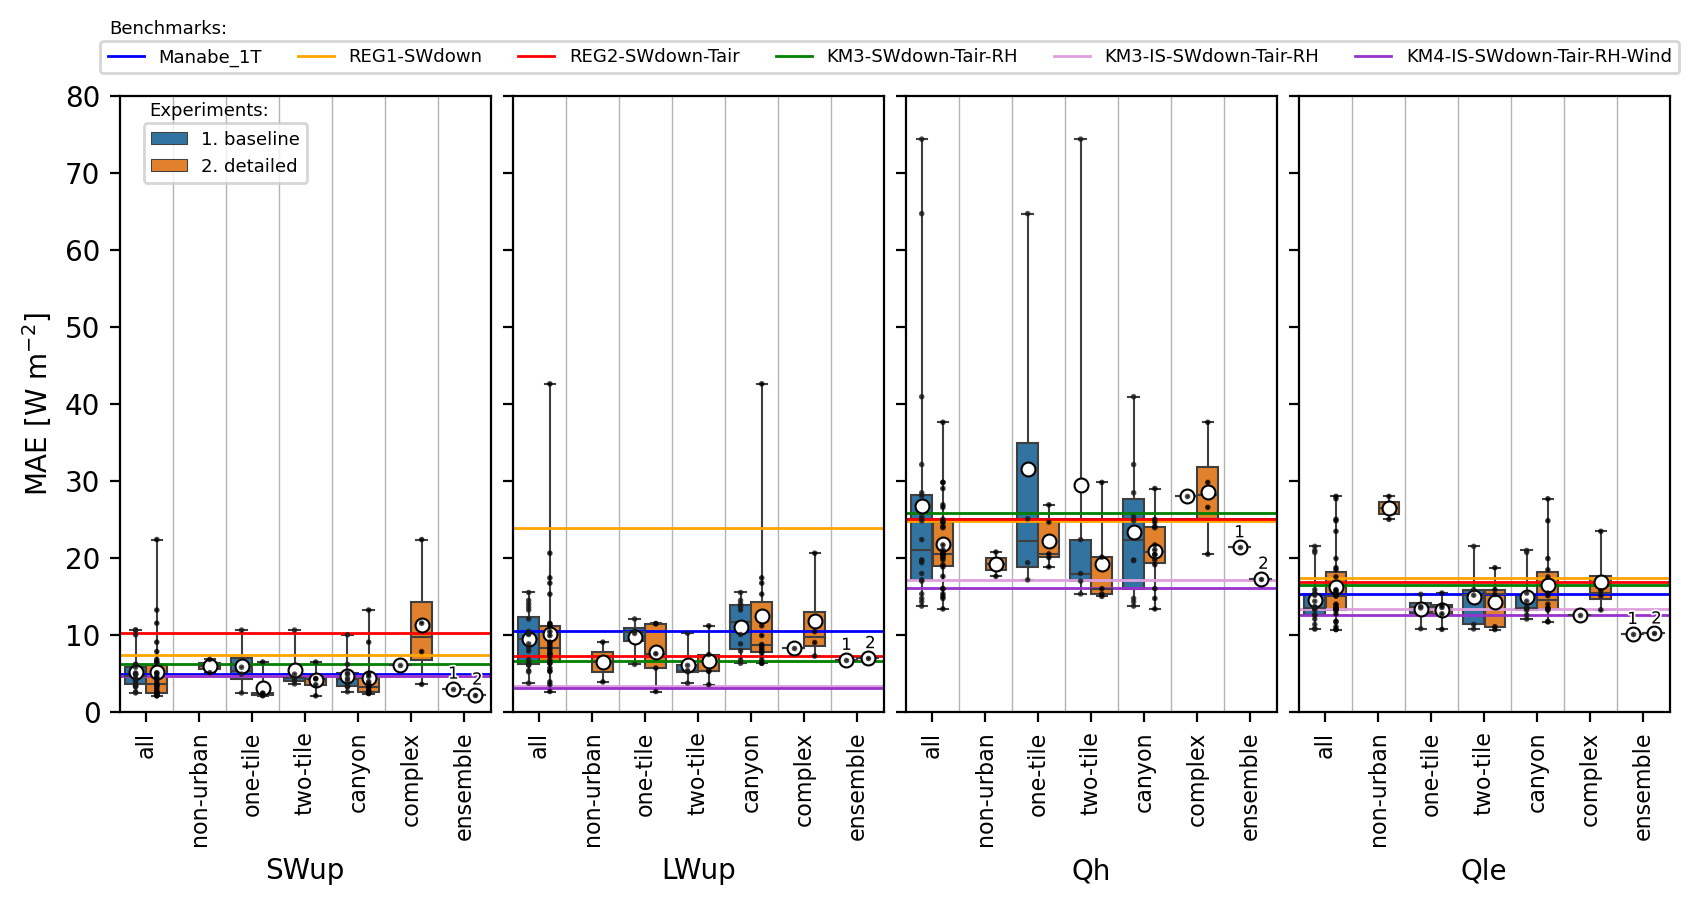 Benchmarks:
Manabe_1T REG1-SWdown REG2-SWdown-Tair KM3-SWdown-Tair-RH KM3-IS-SWdown-Tair-RH KM4-IS-SWdown-Tair-RH-Wind
Experiments:
1. baseline
2. detailed
MAE [W m⁻²]
80
70
60
50
40
30
20
10
0
1 2 1 2 1 2 1 2
all non-urban one-tile two-tile canyon complex ensemble all non-urban one-tile two-tile canyon complex ensemble all non-urban one-tile two-tile canyon complex ensemble all non-urban one-tile two-tile canyon complex ensemble
SWup LWup Qh Qle